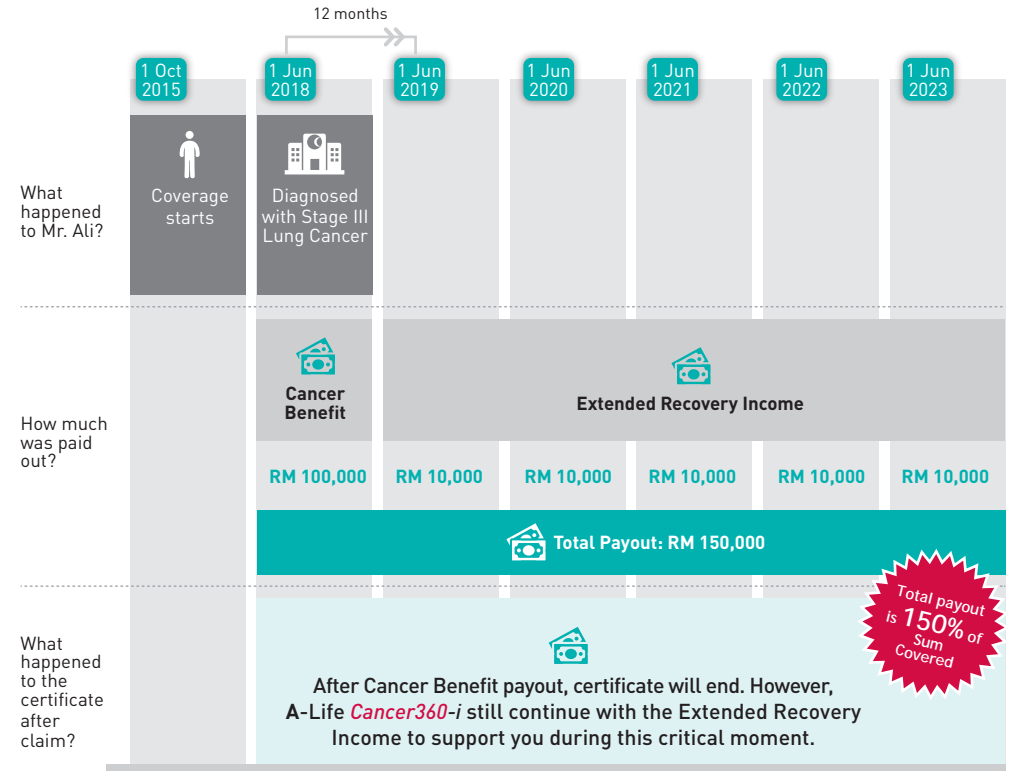 12 months
1 Oct
2015
1 Jun
2018
1 Jun
2019
1 Jun
2020
1 Jun
2021
1 Jun
2022
1 Jun
2023
What
happened
to Mr. Ali?
Coverage
starts
Diagnosed
with Stage III
Lung Cancer
How much
was paid
out?
Cancer
Benefit
Extended Recovery Income
RM 100,000
RM 10,000
RM 10,000
RM 10,000
RM 10,000
RM 10,000
Total Payout: RM 150,000
Total payout
is 150% of
Sum
Covered
What
happened
to the
certificate
after
claim?
After Cancer Benefit payout, certificate will end. However,
A-Life Cancer360-i still continue with the Extended Recovery
Income to support you during this critical moment.